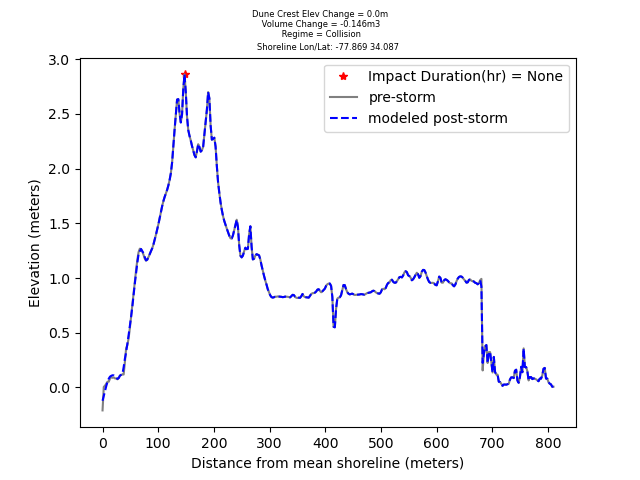 Dune Crest Elev Change = 0.0m
Volume Change = -0.146m3
Regime = Collision
Shoreline Lon/Lat: -77.869 34.087
Impact Duration(hr) = None
pre-storm
modeled post-storm
Elevation (meters)
3.0
2.5
2.0
1.5
1.0
0.5
0.0
0 100 200 300 400 500 600 700 800
Distance from mean shoreline (meters)